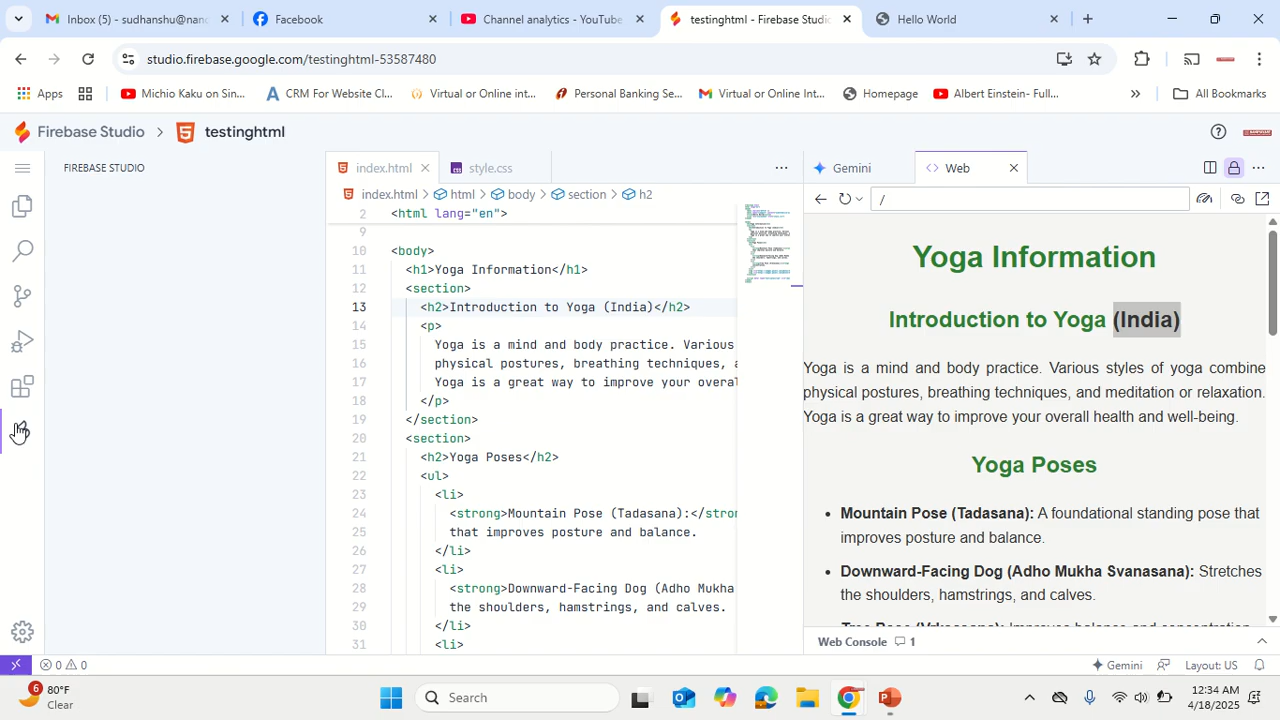 Inbox (5) - sudhanshu@nand
Facebook
Channel analytics - YouTube
testinghtml - Firebase Studio
Hello World
studio.firebase.google.com/testinghtml-53587480
Apps
Michio Kaku on Sin...
CRM For Website Cl...
Virtual or Online int...
Personal Banking Se...
Virtual or Online Int...
Homepage
Albert Einstein- Full...
All Bookmarks
Firebase Studio
testinghtml
FIREBASE STUDIO
index.html
style.css
index.html > html > body > section > h2
2 <html lang="en">
9
10 <body>
11 <h1>Yoga Information</h1>
12 <section>
13 <h2>Introduction to Yoga (India)</h2>
14 <p>
15 Yoga is a mind and body practice. Various
16 physical postures, breathing techniques, a
17 Yoga is a great way to improve your overal
18 </p>
19 </section>
20 <section>
21 <h2>Yoga Poses</h2>
22 <ul>
23 <li>
24 <strong>Mountain Pose (Tadasana):</stron
25 that improves posture and balance.
26 </li>
27 <li>
28 <strong>Downward-Facing Dog (Adho Mukha
29 the shoulders, hamstrings, and calves.
30 </li>
31 <li>
Gemini
Web
/
Yoga Information
Introduction to Yoga (India)
Yoga is a mind and body practice. Various styles of yoga combine
physical postures, breathing techniques, and meditation or relaxation.
Yoga is a great way to improve your overall health and well-being.
Yoga Poses
• Mountain Pose (Tadasana): A foundational standing pose that
improves posture and balance.
• Downward-Facing Dog (Adho Mukha Svanasana): Stretches
the shoulders, hamstrings, and calves.
Tree Pose (Vrksasana): Improves balance and concentration
Web Console 1
0 0
Gemini
Layout: US
6
80°F
Clear
Search
12:34 AM
4/18/2025